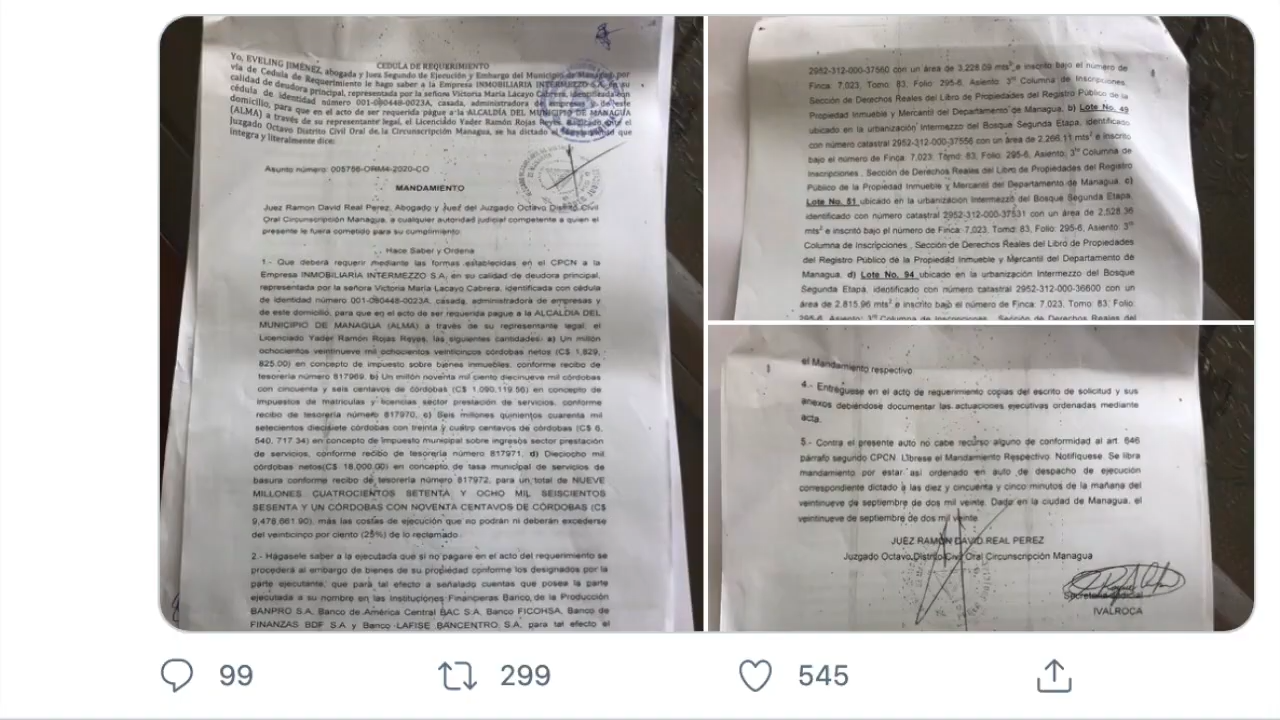 CEDULA DE REQUERIMIENTO
Yo, EVELING JIMÉNEZ, abogada y Juez Segundo de Ejecución y Embargo del Municipio de Managua, por
vía de Cedula de Requerimiento le hago saber a la Empresa INMOBILIARIA INTERMEZZO S.A, en su
calidad de deudora principal, representada por la señora Victoria María Lacayo Cabrera, identificada con
cédula de identidad número 001-090448-0023A, casada, administradora de empresas y de este
domicilio, para que en el acto de ser requerida pague a la ALCALDÍA DEL MUNICIPIO DE MANAGUA
(ALMA) a través de su representante legal, el Licenciado Yader Ramón Rojas Reyes,
Juzgado Octavo Distrito Civil Oral de la Circunscripción Managua, se ha dictado el que
íntegra y literalmente dice:
Asunto número: 005756-ORM4-2020-CO
MANDAMIENTO
Juez Ramon David Real Perez, Abogado y Juez del Juzgado Octavo Distrito Civil
Oral Circunscripción Managua, a cualquier autoridad judicial competente a quien el
presente le fuera cometido para su cumplimiento
Hace Saber y Ordena
1.- Que deberá requerir mediante las formas establecidas en el CPCN a la
Empresa INMOBILIARIA INTERMEZZO S.A, en su calidad de deudora principal,
representada por la señora Victoria María Lacayo Cabrera, identificada con cédula
de identidad número 001-090448-0023A, casada, administradora de empresas y
de este domicilio, para que en el acto de ser requerida pague a la ALCALDIA DEL
MUNICIPIO DE MANAGUA (ALMA) a través de su representante legal, el
Licenciado Yader Ramón Rojas Reyes, las siguientes cantidades: a) Un millón
ochocientos veintinueve mil ochocientos veinticinco córdobas netos (C$ 1,829,
825.00) en concepto de impuesto sobre bienes inmuebles, conforme recibo de
tesorería número 817969, b) Un millón noventa mil ciento diecinueve mil córdobas
con cincuenta y seis centavos de córdobas (C$ 1,090,119.56) en concepto de
impuestos de matriculas y licencias sector prestación de servicios, conforme
recibo de tesorería número 817970, c) Seis millones quinientos cuarenta mil
setecientos diecisiete córdobas con treinta y cuatro centavos de córdobas (C$ 6,
540, 717.34) en concepto de impuesto municipal sobre ingresos sector prestación
de servicios, conforme recibo de tesorería número 817971, d) Dieciocho mil
córdobas netos(C$ 18,000.00) en concepto de tasa municipal de servicios de
basura conforme recibo de tesorería número 817972, para un total de NUEVE
MILLONES CUATROCIENTOS SETENTA Y OCHO MIL SEISCIENTOS
SESENTA Y UN CÓRDOBAS CON NOVENTA CENTAVOS DE CÓRDOBAS (C$
9,478,661.90), más las costas de ejecución que no podrán ni deberán excederse
del veinticinco por ciento (25%) de lo reclamado.
2.- Hágasele saber a la ejecutada que si no pagare en el acto del requerimiento se
procederá al embargo de bienes de su propiedad conforme los designados por la
parte ejecutante, que para tal efecto a señalado cuentas que posea la parte
ejecutada a su nombre en las Instituciones Financieras Banco de la Producción
BANPRO S.A, Banco de América Central BAC S.A, Banco FICOHSA, Banco de
FINANZAS BDF S.A y Banco LAFISE BANCENTRO S.A, para tal efecto el
2952-312-000-37560 con un área de 3,228.09 mts² e inscrito bajo el número de
Finca: 7,023, Tomo: 83, Folio: 295-6, Asiento: 3ra Columna de Inscripciones,
Sección de Derechos Reales del Libro de Propiedades del Registro Público de la
Propiedad Inmueble y Mercantil del Departamento de Managua, b) Lote No. 49
ubicado en la urbanización Intermezzo del Bosque Segunda Etapa, identificado
con número catastral 2952-312-000-37556 con un área de 2,266.11 mts² e inscrito
bajo el número de Finca: 7,023, Tomo: 83, Folio: 295-6, Asiento: 3ra Columna de
Inscripciones, Sección de Derechos Reales del Libro de Propiedades del Registro
Público de la Propiedad Inmueble y Mercantil del Departamento de Managua, c)
Lote No. 51 ubicado en la urbanización Intermezzo del Bosque Segunda Etapa,
identificado con número catastral 2952-312-000-37531 con un área de 2,528.36
mts² e inscrito bajo el número de Finca: 7,023, Tomo: 83, Folio: 295-6, Asiento: 3ra
Columna de Inscripciones, Sección de Derechos Reales del Libro de Propiedades
del Registro Público de la Propiedad Inmueble y Mercantil del Departamento de
Managua, d) Lote No. 94 ubicado en la urbanización Intermezzo del Bosque
Segunda Etapa, identificado con número catastral 2952-312-000-36600 con un
área de 2,815.96 mts² e inscrito bajo el número de Finca: 7,023, Tomo: 83, Folio:
295-6, Asiento: 3ra Columna de Inscripciones, Sección de Derechos Reales del
el Mandamiento respectivo
4.- Entréguese en el acto de requerimiento copias del escrito de solicitud y sus
anexos debiéndose documentar las actuaciones ejecutivas ordenadas mediante
acta.
5.- Contra el presente auto no cabe recurso alguno de conformidad al art. 646
párrafo segundo CPCN. Líbrese el Mandamiento Respectivo. Notifíquese. Se libra
mandamiento por estar así ordenado en auto de despacho de ejecución
correspondiente dictado a las diez y cincuenta y cinco minutos de la mañana del
veintinueve de septiembre de dos mil veinte. Dado en la ciudad de Managua, el
veintinueve de septiembre de dos mil veinte.
JUEZ RAMÓN DAVID REAL PEREZ
Juzgado Octavo Distrito Civil Oral Circunscripción Managua
Secretario Judicial
IVALROCA
99
299
545